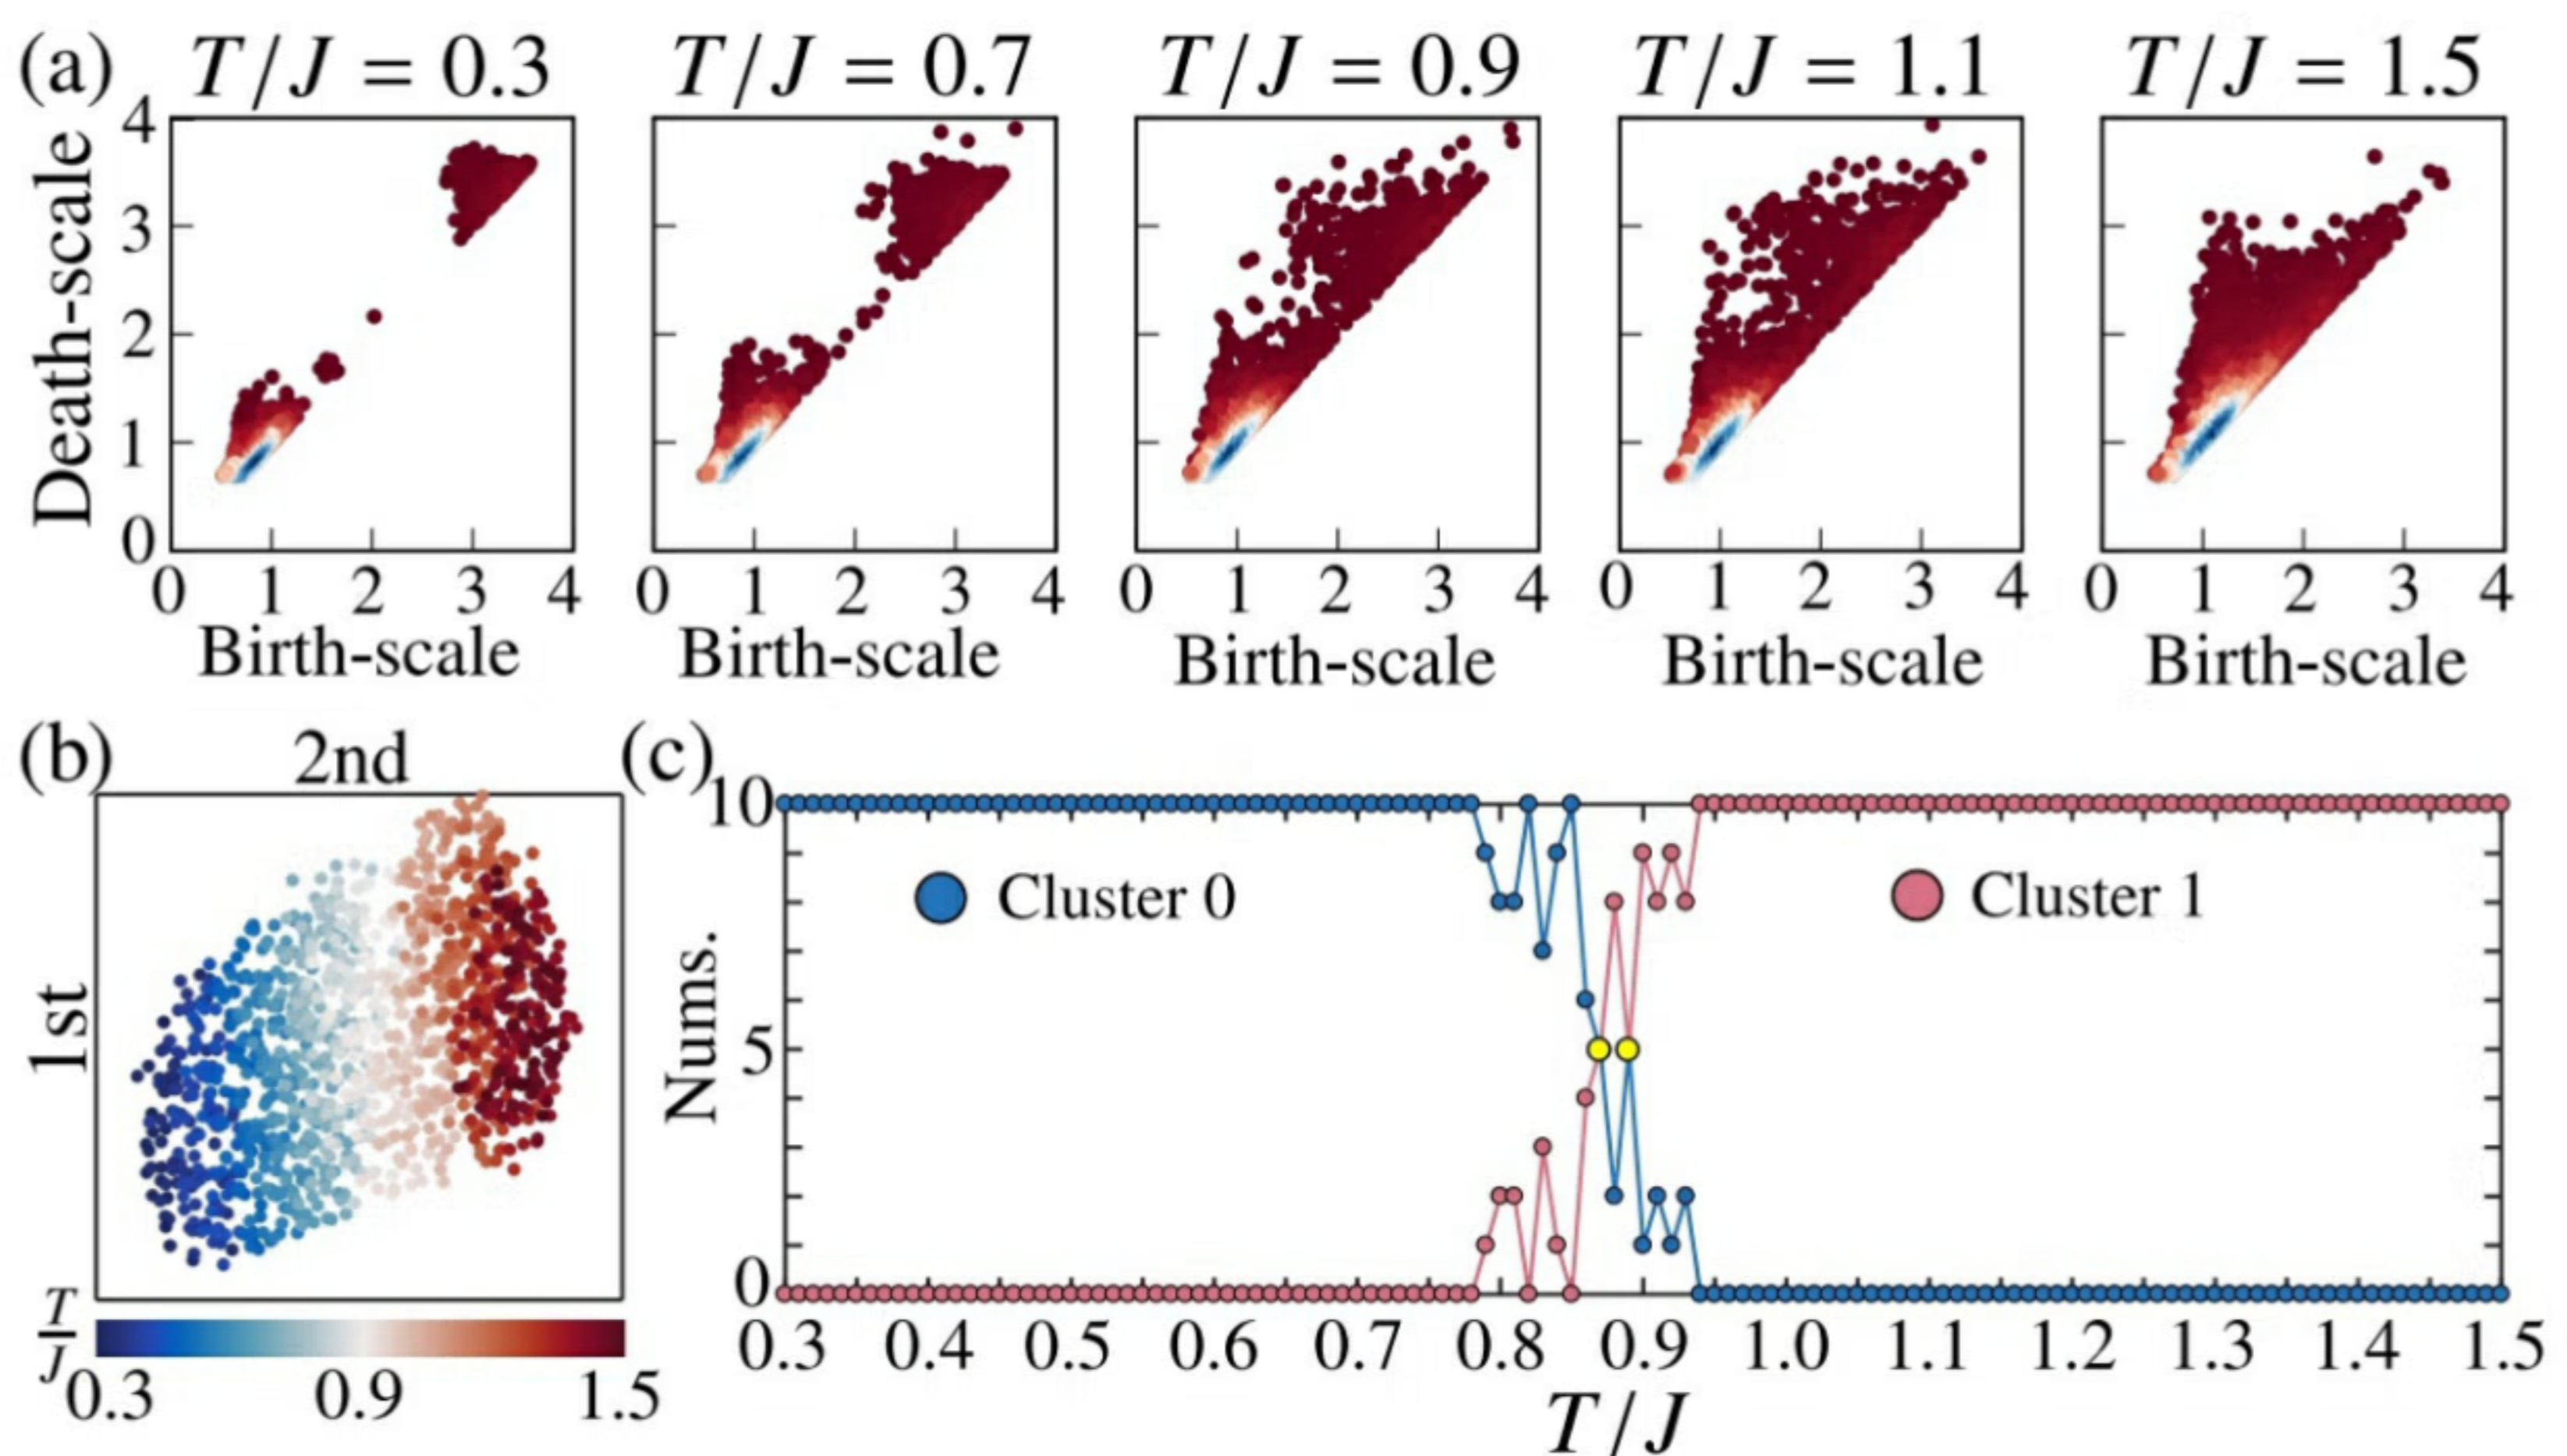 (a) T/J = 0.3 T/J = 0.7 T/J = 0.9 T/J = 1.1 T/J = 1.5
Death-scale
4
3
2
1
0
0 1 2 3 4 0 1 2 3 4 0 1 2 3 4 0 1 2 3 4 0 1 2 3 4
Birth-scale Birth-scale Birth-scale Birth-scale Birth-scale
(b) 2nd
1st
T/J
0.3 0.9 1.5
(c)
10
5
0
Nums.
Cluster 0 Cluster 1
0.3 0.4 0.5 0.6 0.7 0.8 0.9 1.0 1.1 1.2 1.3 1.4 1.5
T/J